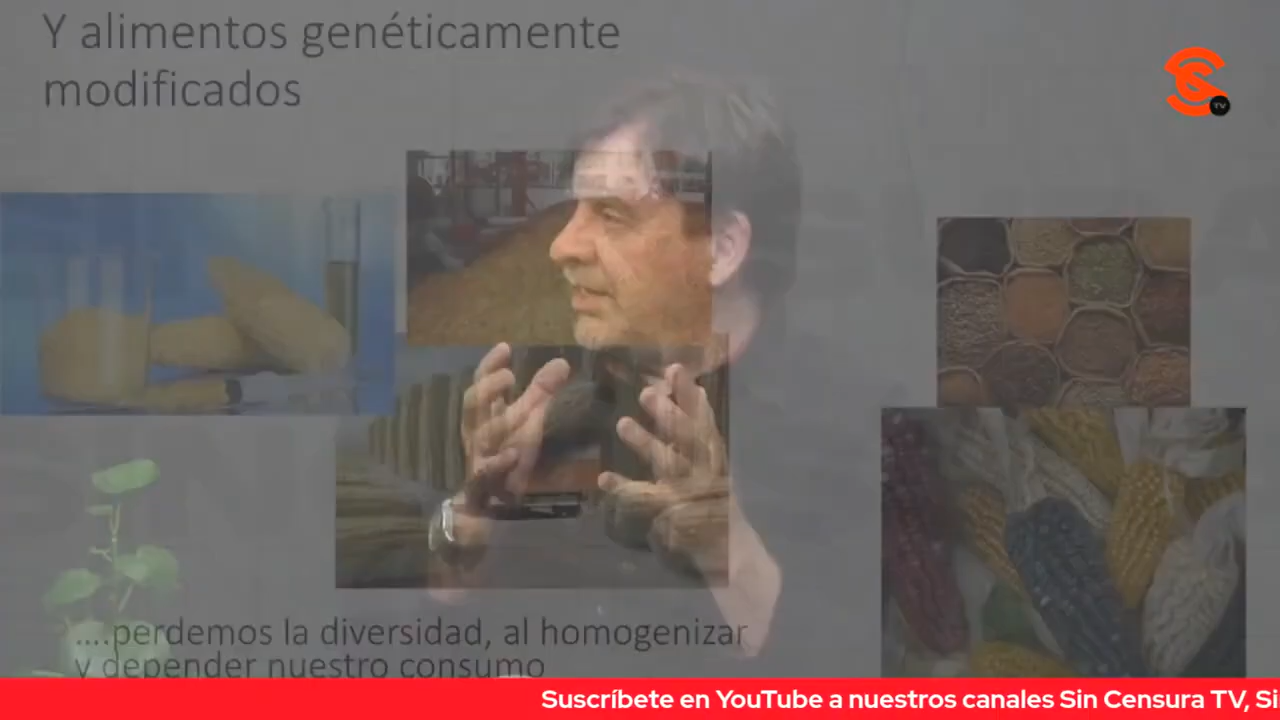 Y alimentos genéticamente
modificados
TV
....perdemos la diversidad, al homogenizar
y depender nuestro consumo
Suscríbete en YouTube a nuestros canales Sin Censura TV, Si